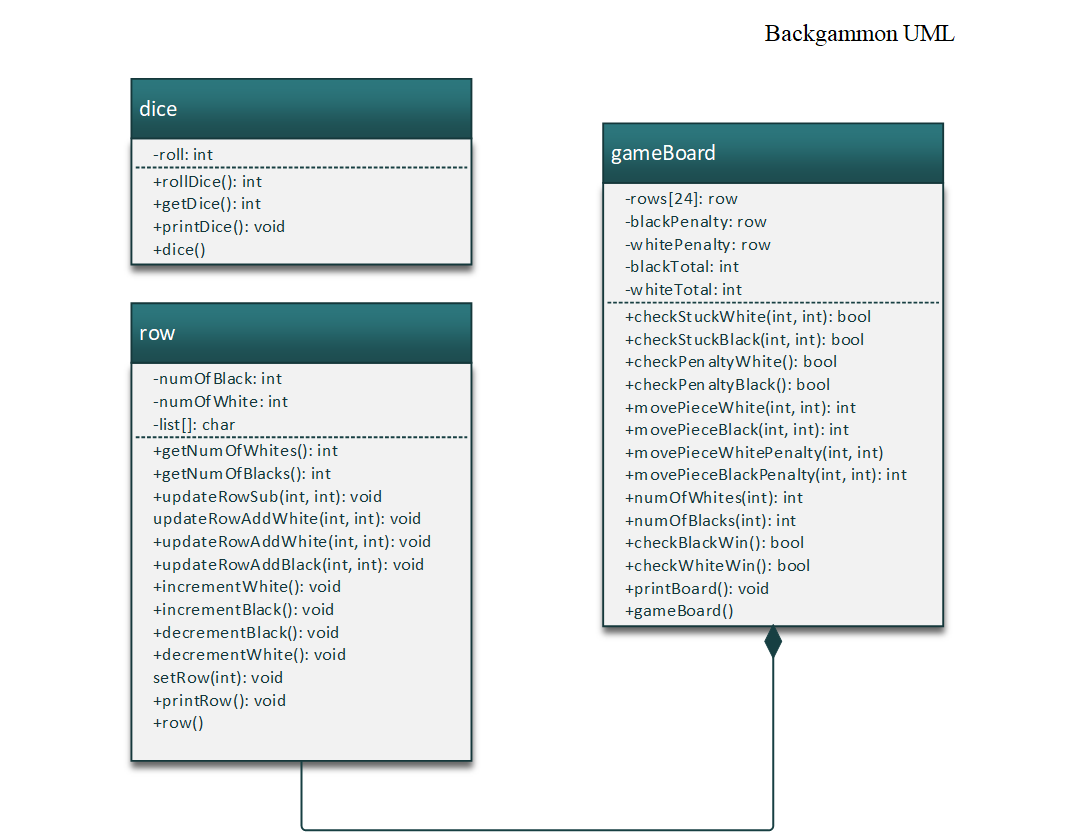 Backgammon UML
dice
-roll: int
+rollDice(): int
+getDice(): int
+printDice(): void
+dice()
row
-numOfBlack: int
-numOfWhite: int
-list[]: char
+getNumOfWhites(): int
+getNumOfBlacks(): int
+updateRowSub(int, int): void
updateRowAddWhite(int, int): void
+updateRowAddWhite(int, int): void
+updateRowAddBlack(int, int): void
+incrementWhite(): void
+incrementBlack(): void
+decrementBlack(): void
+decrementWhite(): void
setRow(int): void
+printRow(): void
+row()
gameBoard
-rows[24]: row
-blackPenalty: row
-whitePenalty: row
-blackTotal: int
-whiteTotal: int
+checkStuckWhite(int, int): bool
+checkStuckBlack(int, int): bool
+checkPenaltyWhite(): bool
+checkPenaltyBlack(): bool
+movePieceWhite(int, int): int
+movePieceBlack(int, int): int
+movePieceWhitePenalty(int, int)
+movePieceBlackPenalty(int, int): int
+numOfWhites(int): int
+numOfBlacks(int): int
+checkBlackWin(): bool
+checkWhiteWin(): bool
+printBoard(): void
+gameBoard()